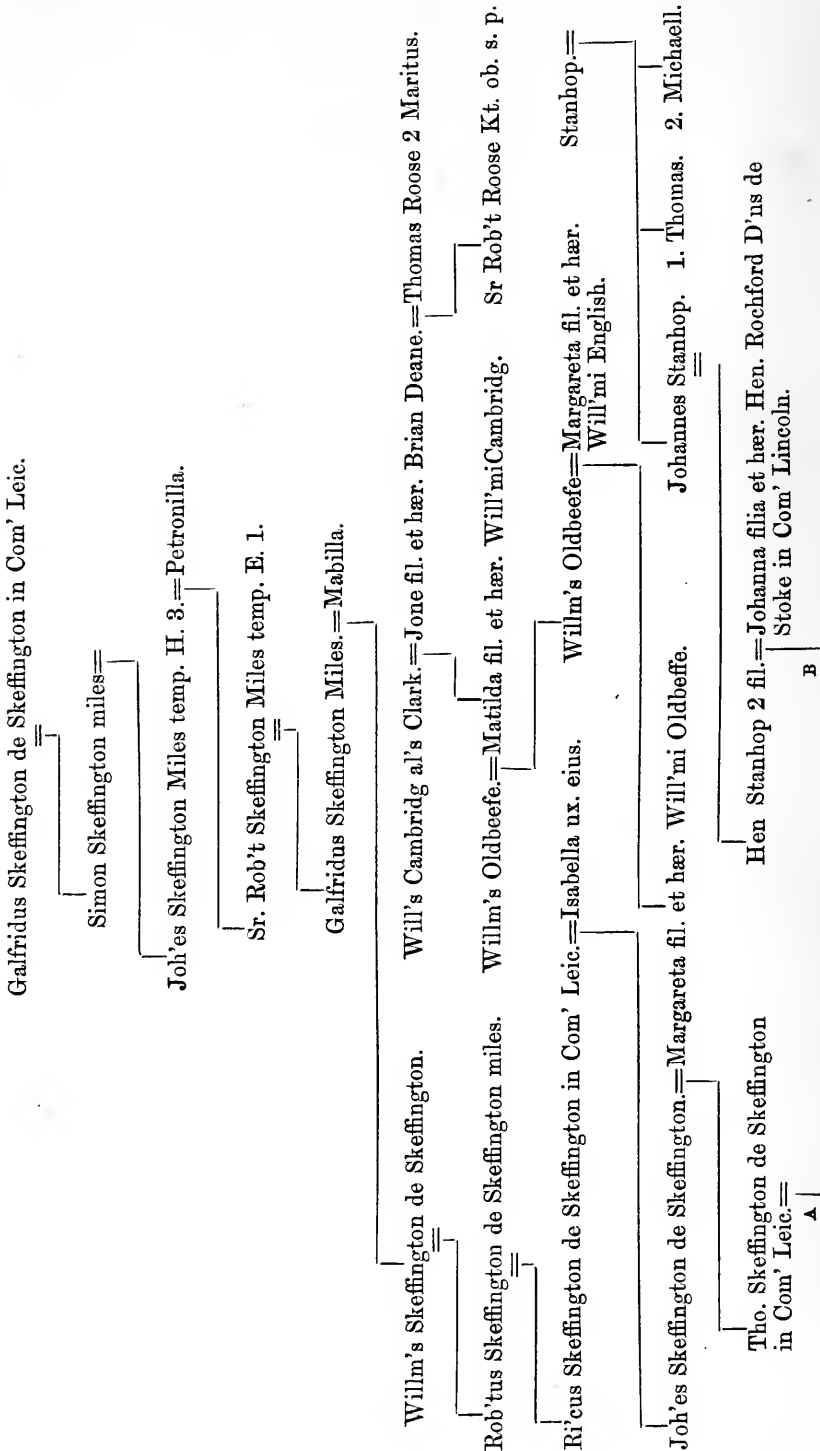 Galfridus Skeffington de Skeffington in Com' Leic.
Simon Skeffington miles=
Joh'es Skeffington Miles temp. H. 3.=Petronilla.
Sr. Rob't Skeffington Miles temp. E. 1.
Galfridus Skeffington Miles.=Mabilla.
Willm's Skeffington de Skeffington. Will's Cambridg al's Clark.=Jone fil. et hær. Brian Deane.=Thomas Roose 2 Maritus.
Rob'tus Skeffington de Skeffington miles. Willm's Oldbeefe.=Matilda fil. et hær. Will'mi Cambridg. Sr Rob't Roose Kt. ob. s. p.
Ri'cus Skeffington de Skeffington in Com' Leic.=Isabella ux. eius. Willm's Oldbeefe=Margareta fil. et hær. Stanhop.=
Will'mi English.
Joh'es Skeffington de Skeffington.=Margareta fil. et hær. Will'mi Oldbeffe. Johannes Stanhop. 1. Thomas. 2. Michaell.
Tho. Skeffington de Skeffington Hen Stanhop 2 fil.=Johanna filia et hær. Hen. Rochford D'ns de
in Com' Leic.= Stoke in Com' Lincoln.
A B